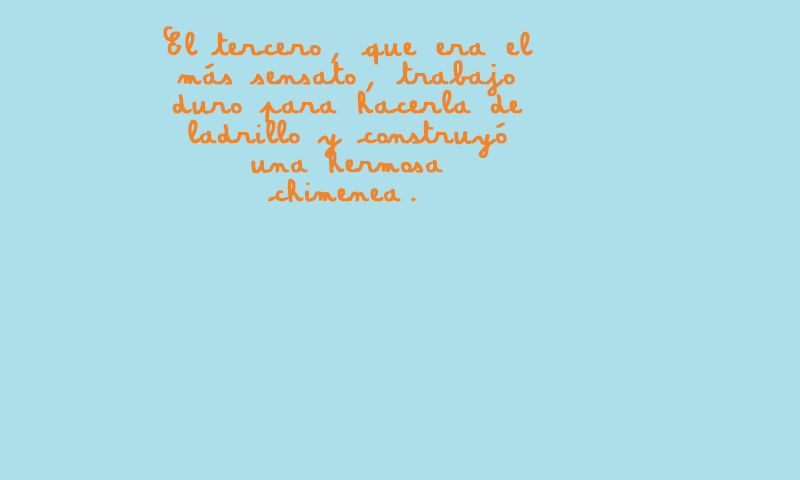 El tercero, que era el
más sensato, trabajo
duro para hacerla de
ladrillo y construyó
una hermosa
chimenea.